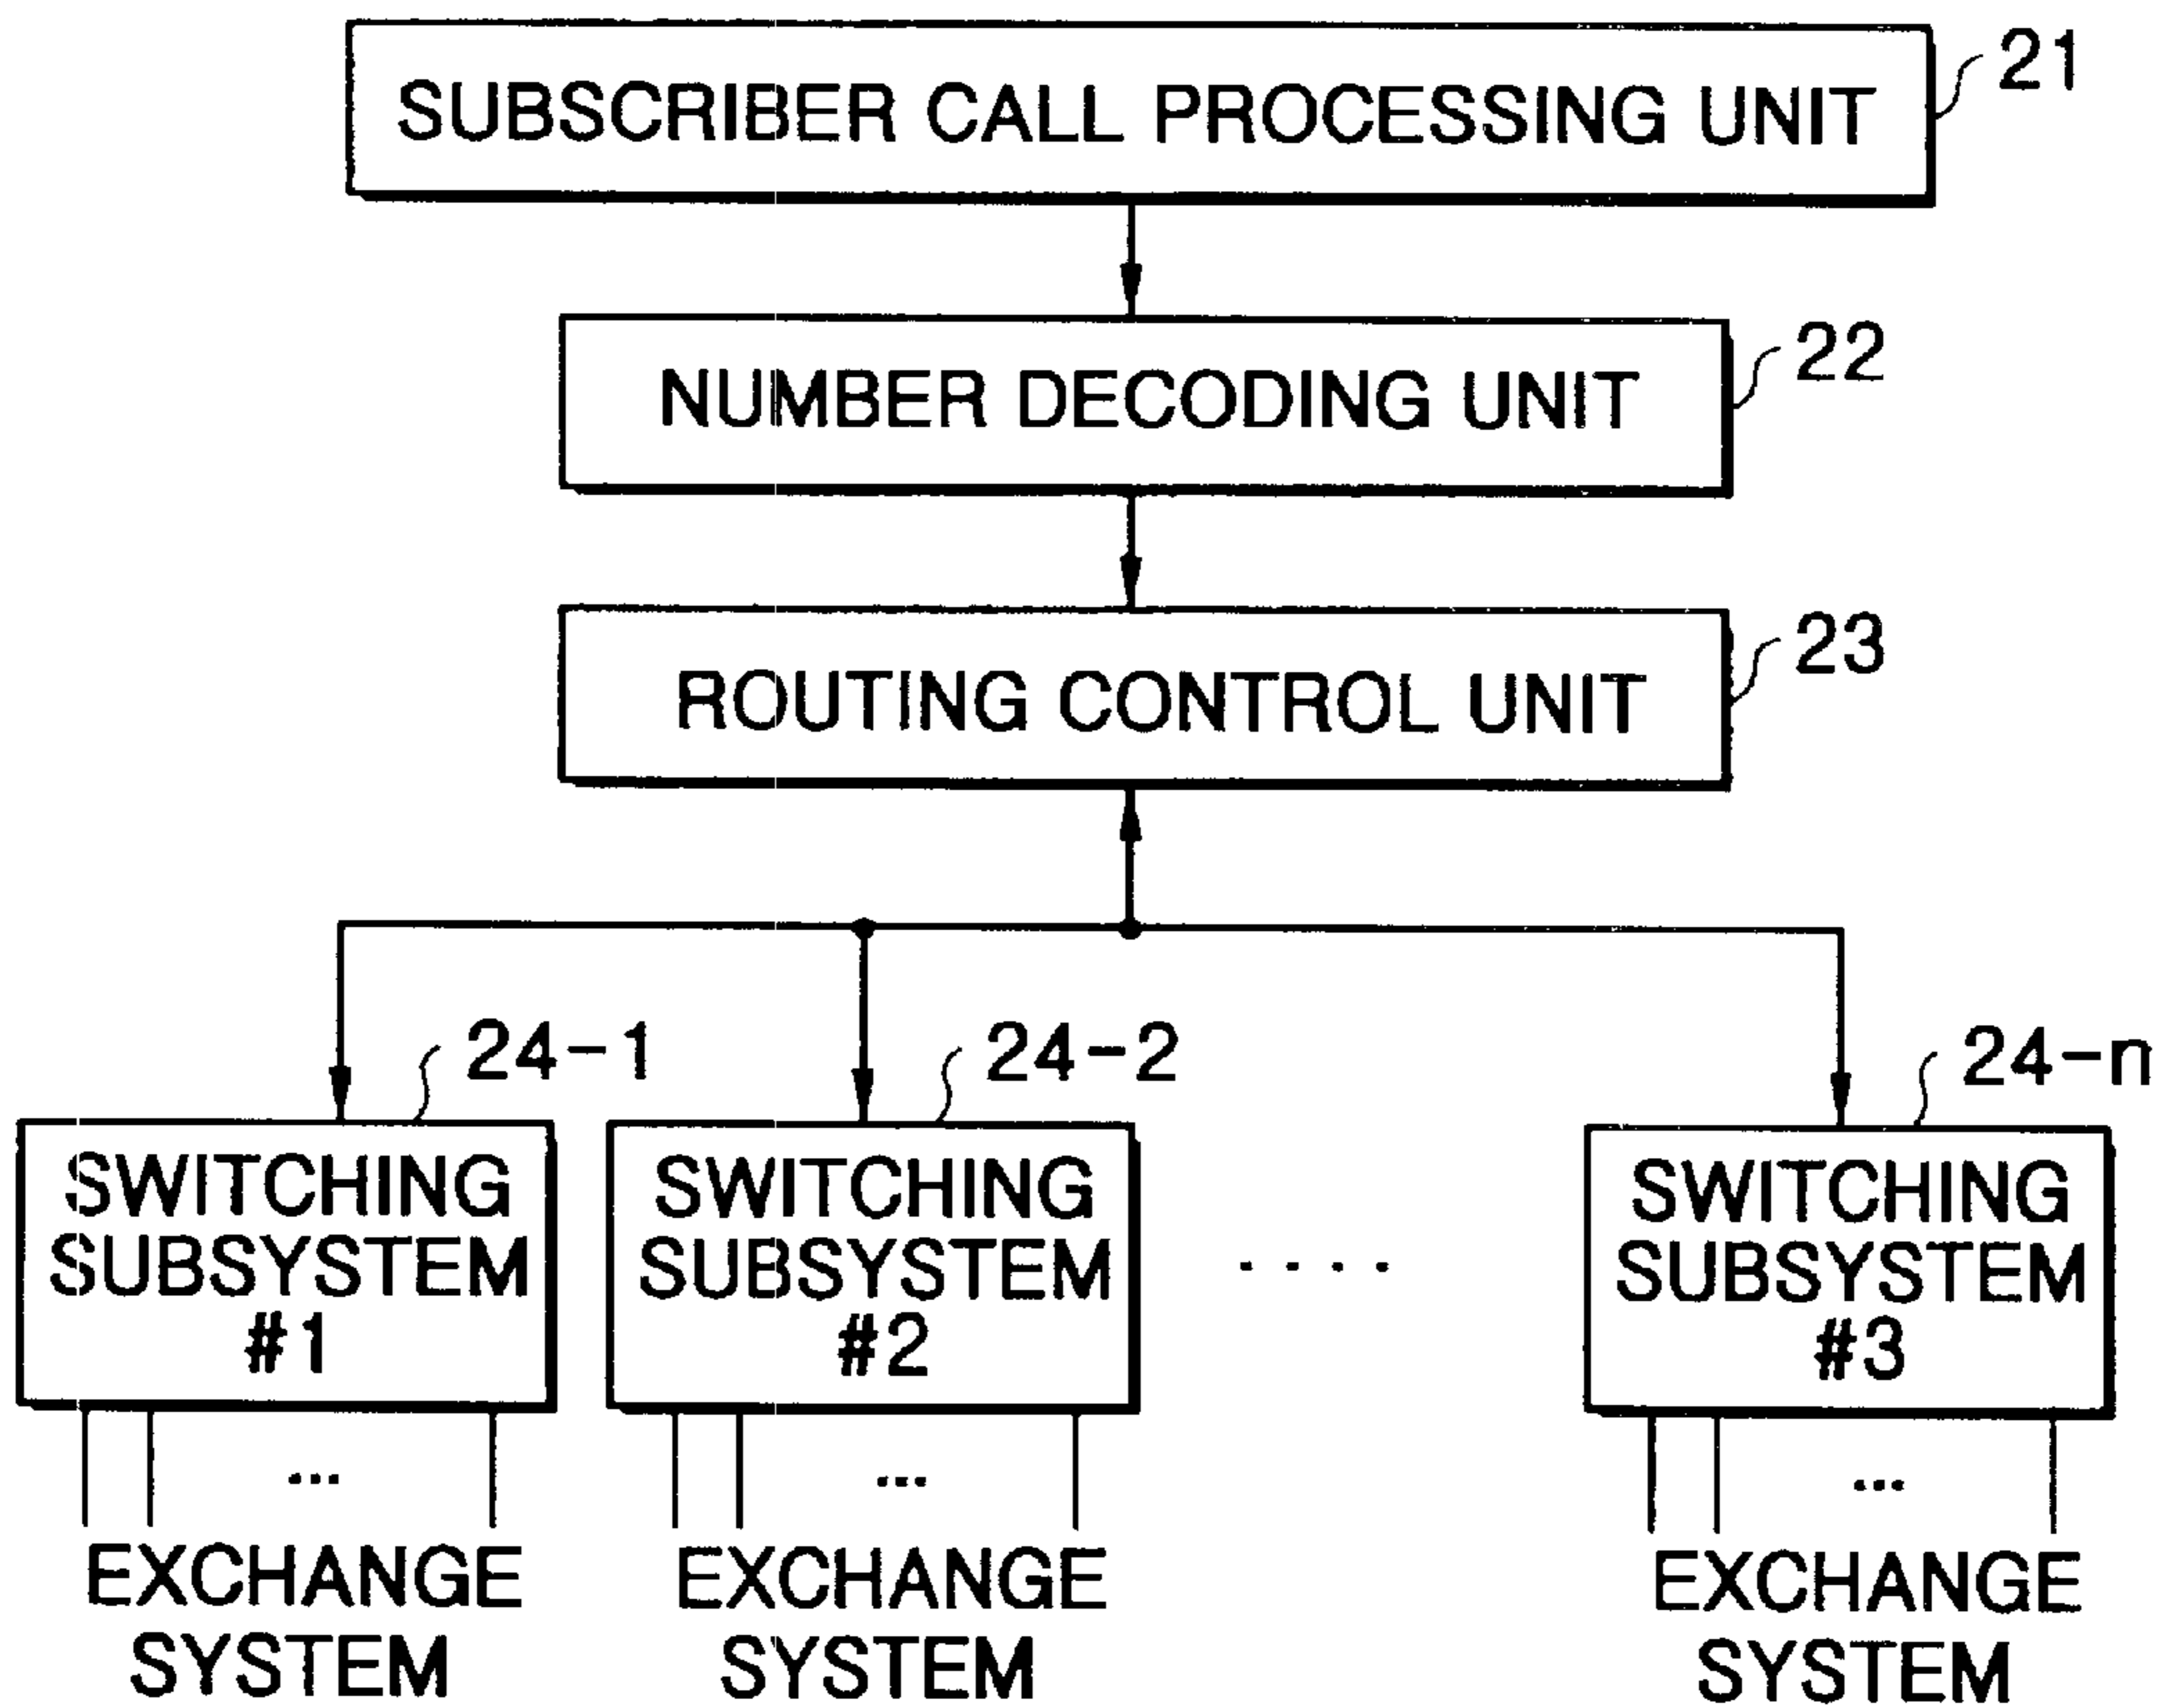 SUBSCRIBER CALL PROCESSING UNIT
21
NUMBER DECODING UNIT
22
ROUTING CONTROL UNIT
23
24-1
24-2
24-n
SWITCHING
SUBSYSTEM
#1
SWITCHING
SUBSYSTEM
#2
....
SWITCHING
SUBSYSTEM
#3
...
EXCHANGE
SYSTEM
...
EXCHANGE
SYSTEM
...
EXCHANGE
SYSTEM